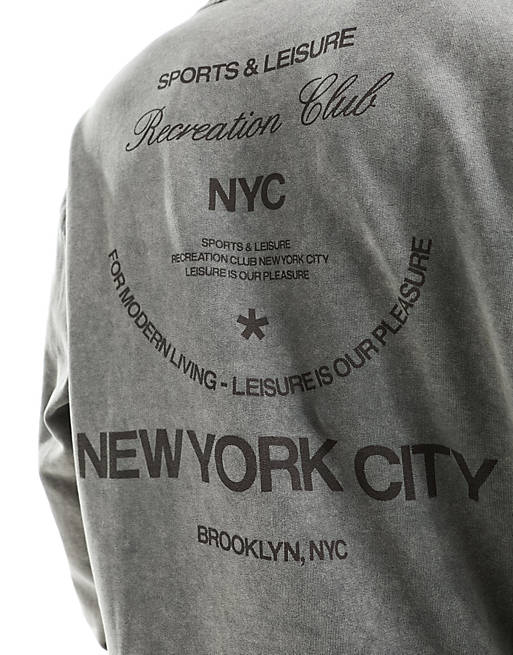 SPORTS & LEISURE
Recreation Club
NYC
SPORTS & LEISURE
RECREATION CLUB NEW YORK CITY
LEISURE IS OUR PLEASURE
*
FOR MODERN LIVING - LEISURE IS OUR PLEASURE
NEW YORK CITY
BROOKLYN, NYC